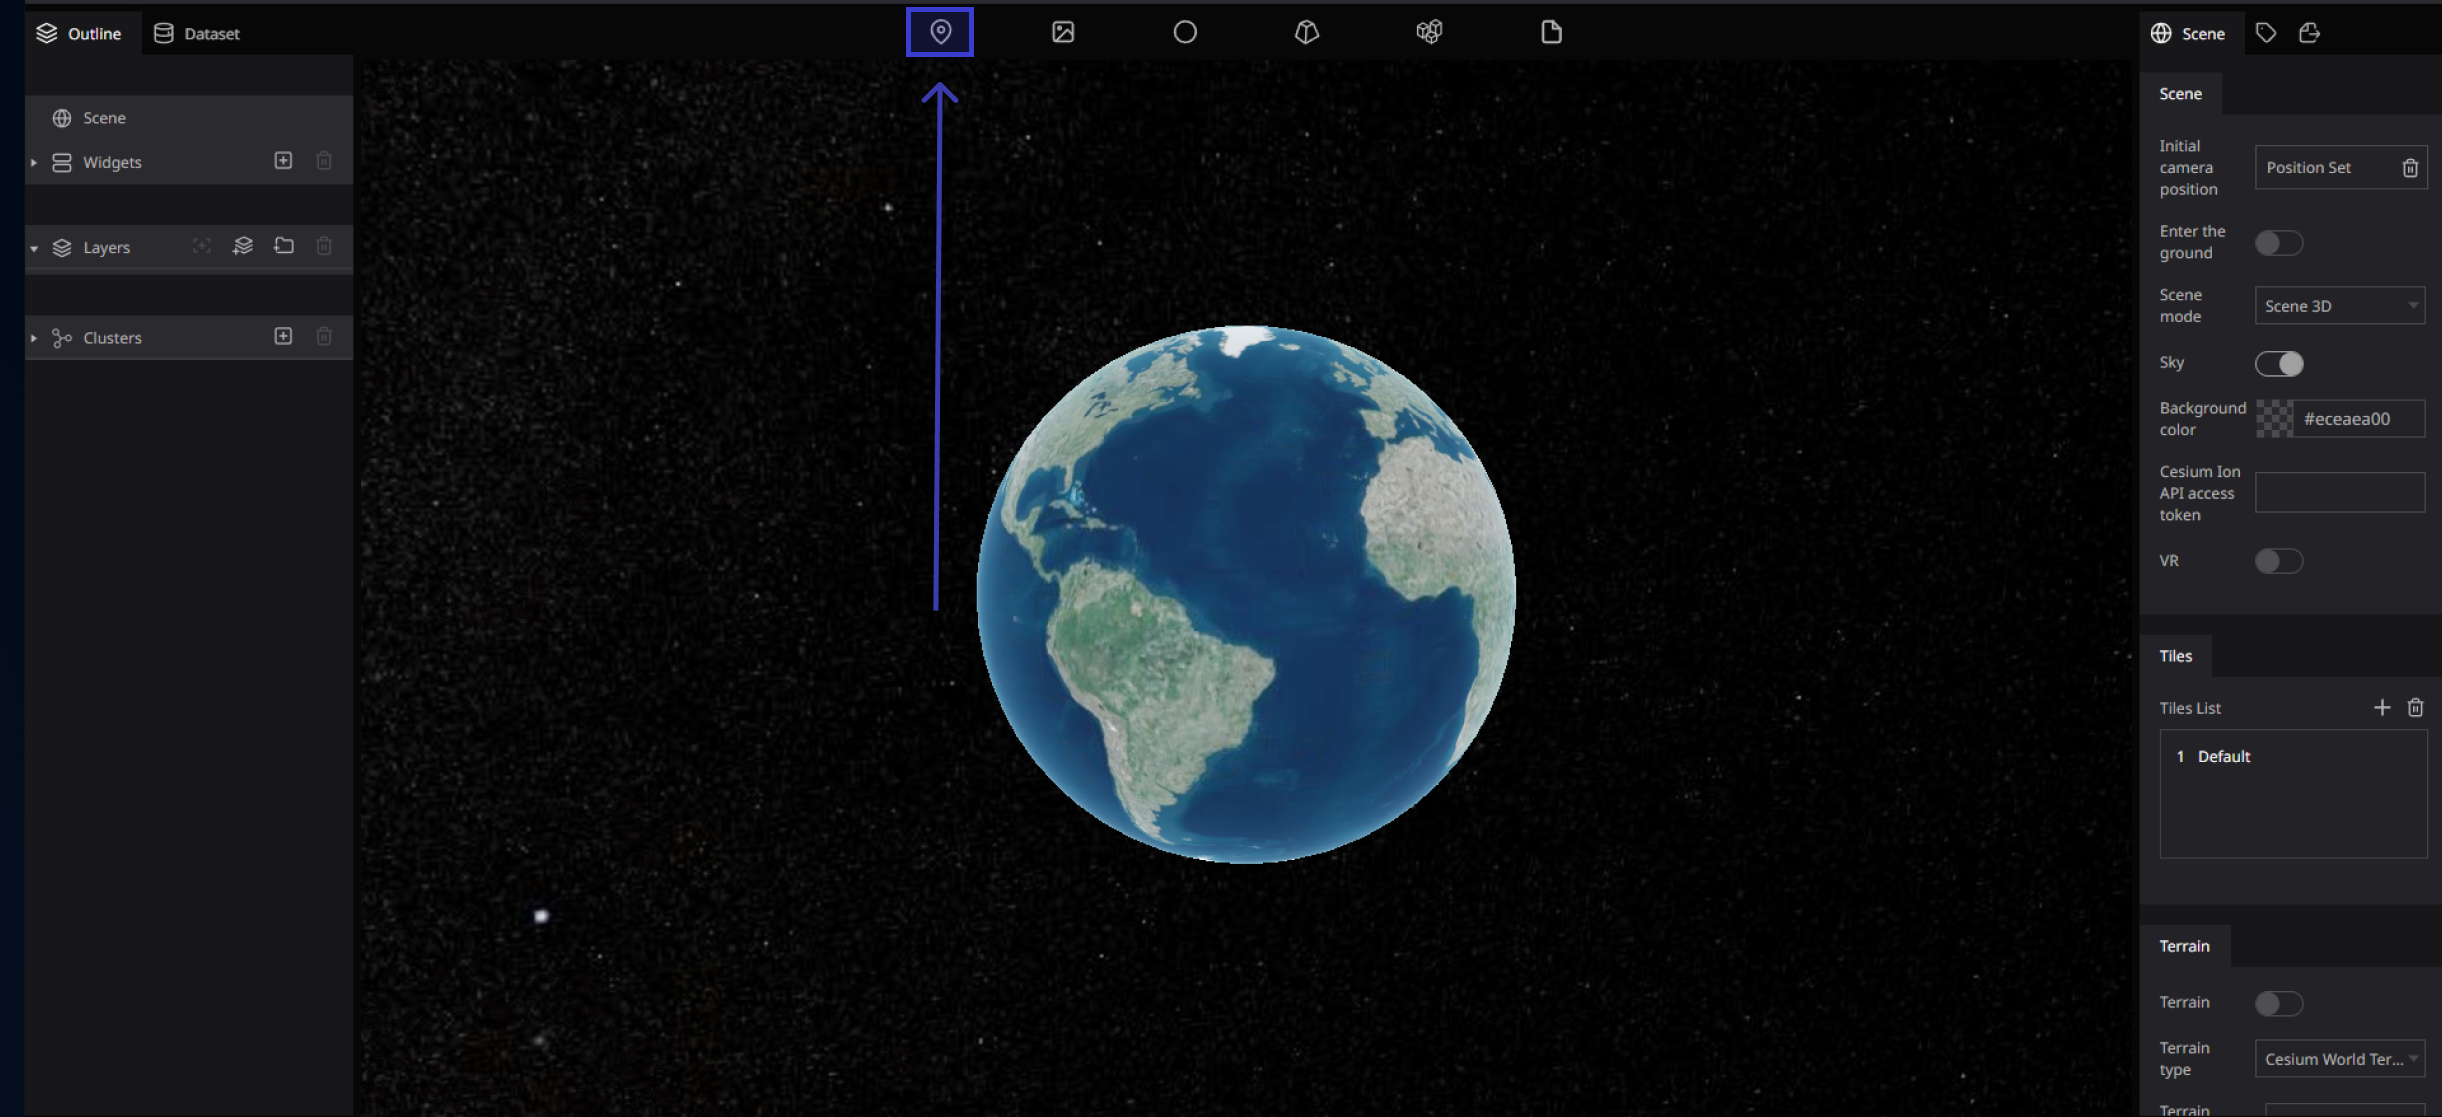 Outline
Dataset
Scene
Widgets
Layers
Clusters
Scene
Scene
Initial
camera
position
Position Set
Enter the
ground
Scene
mode
Scene 3D
Sky
Background
color
#eceaea00
Cesium Ion
API access
token
VR
Tiles
Tiles List
1 Default
Terrain
Terrain
Terrain
type
Cesium World Ter...
Terrain